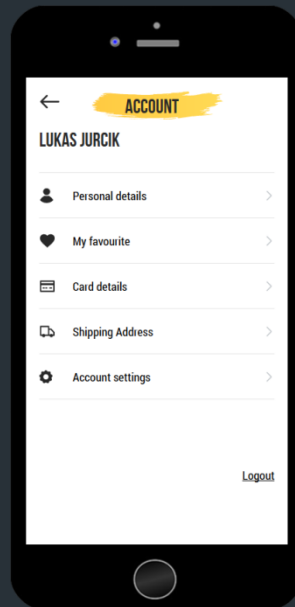 ACCOUNT
LUKAS JURCIK
Personal details
My favourite
Card details
Shipping Address
Account settings
Logout